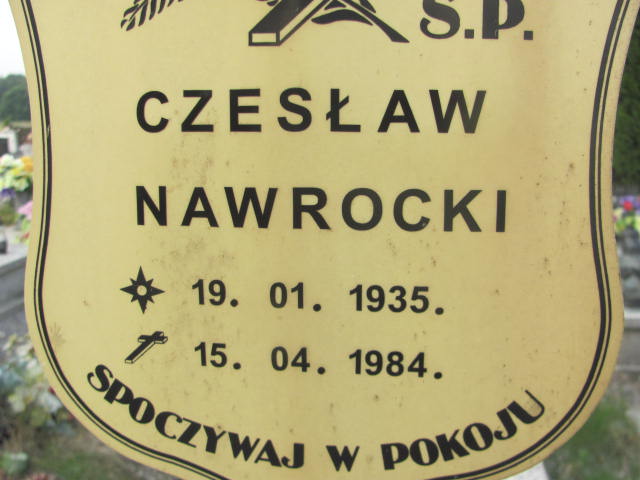 Ś.P.
CZESŁAW
NAWROCKI
19. 01. 1935.
15. 04. 1984.
SPOCZYWAJ W POKOJU